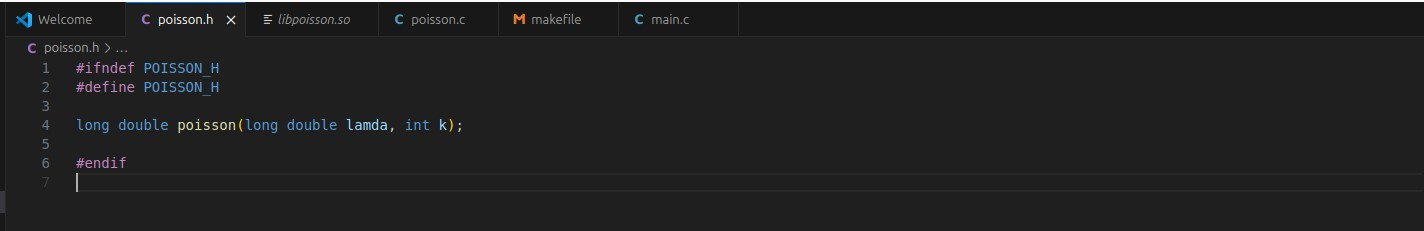 Welcome C poisson.h × libpoisson.so C poisson.c M makefile C main.c
C poisson.h > ...
1 #ifndef POISSON_H
2 #define POISSON_H
3
4 long double poisson(long double lamda, int k);
5
6 #endif
7